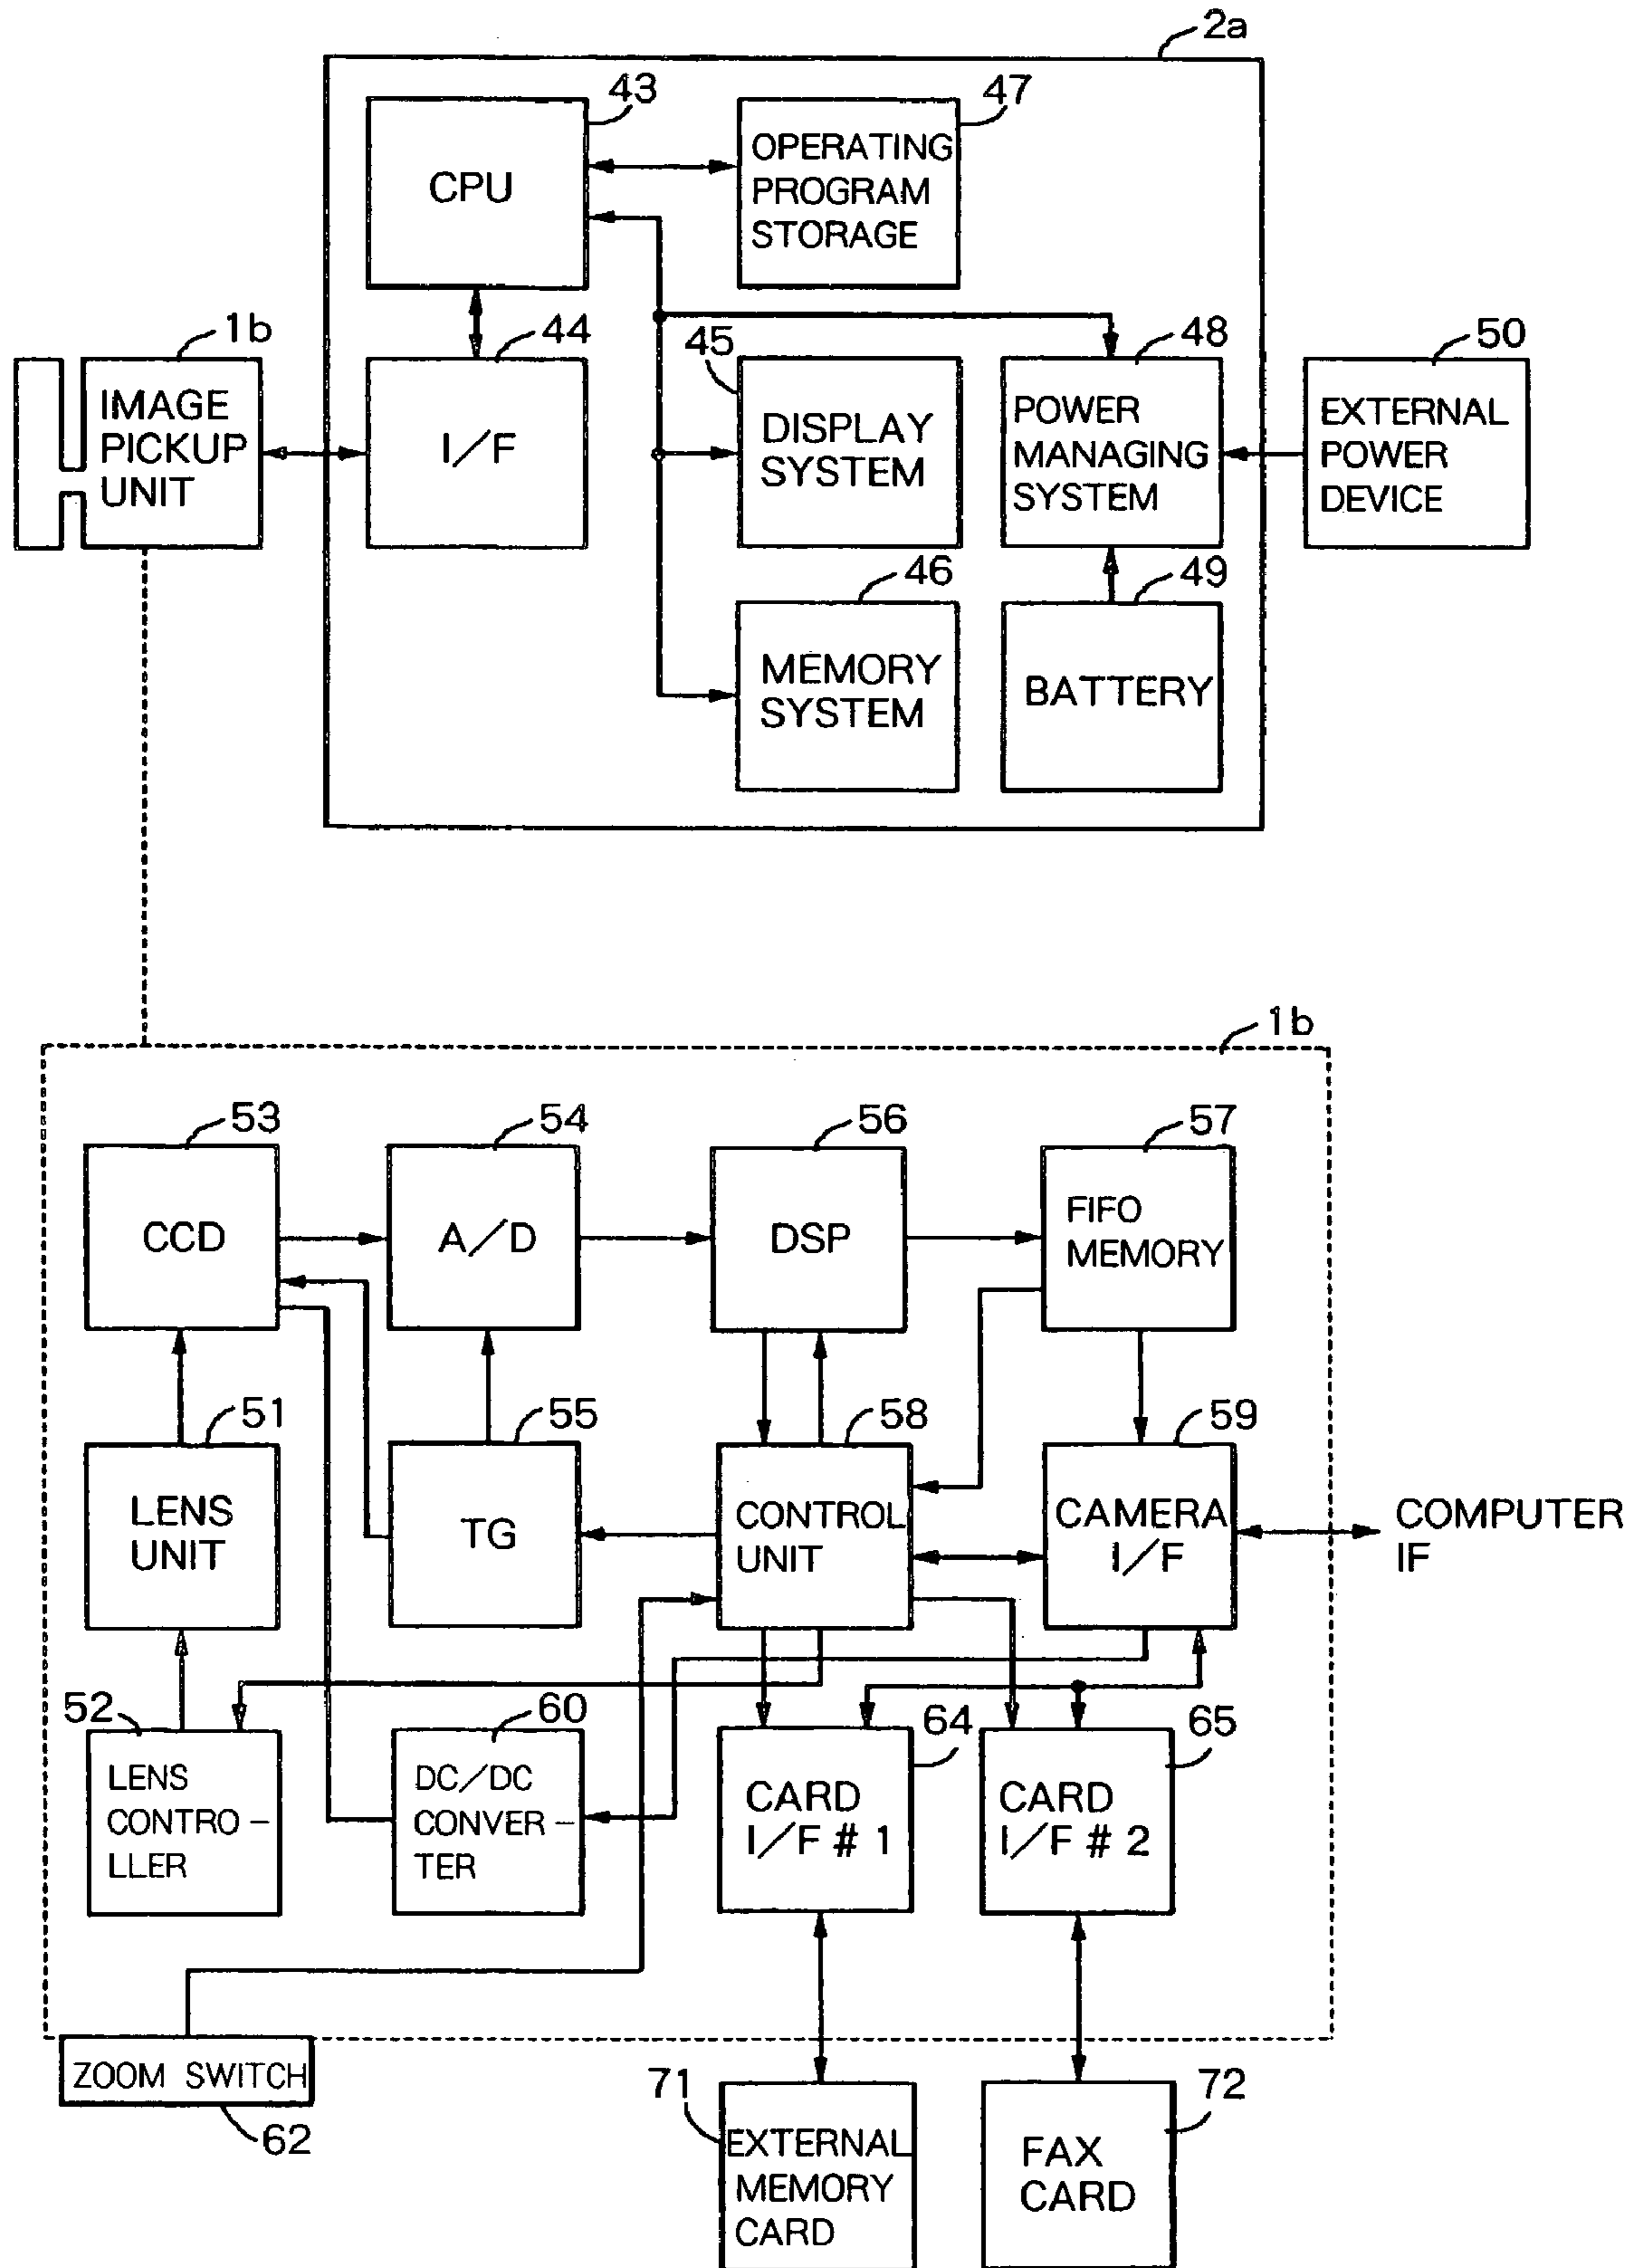 2a
43
47
CPU
OPERATING
PROGRAM
STORAGE
1b
44
45
48
50
IMAGE
PICKUP
UNIT
I/F
DISPLAY
SYSTEM
POWER
MANAGING
SYSTEM
EXTERNAL
POWER
DEVICE
46
49
MEMORY
SYSTEM
BATTERY
1b
53
54
56
57
CCD
A/D
DSP
FIFO
MEMORY
51
55
58
59
LENS
UNIT
TG
CONTROL
UNIT
CAMERA
I/F
COMPUTER
IF
52
60
64
65
LENS
CONTRO-
LLER
DC/DC
CONVER-
TER
CARD
I/F # 1
CARD
I/F # 2
ZOOM SWITCH
62
71
72
EXTERNAL
MEMORY
CARD
FAX
CARD